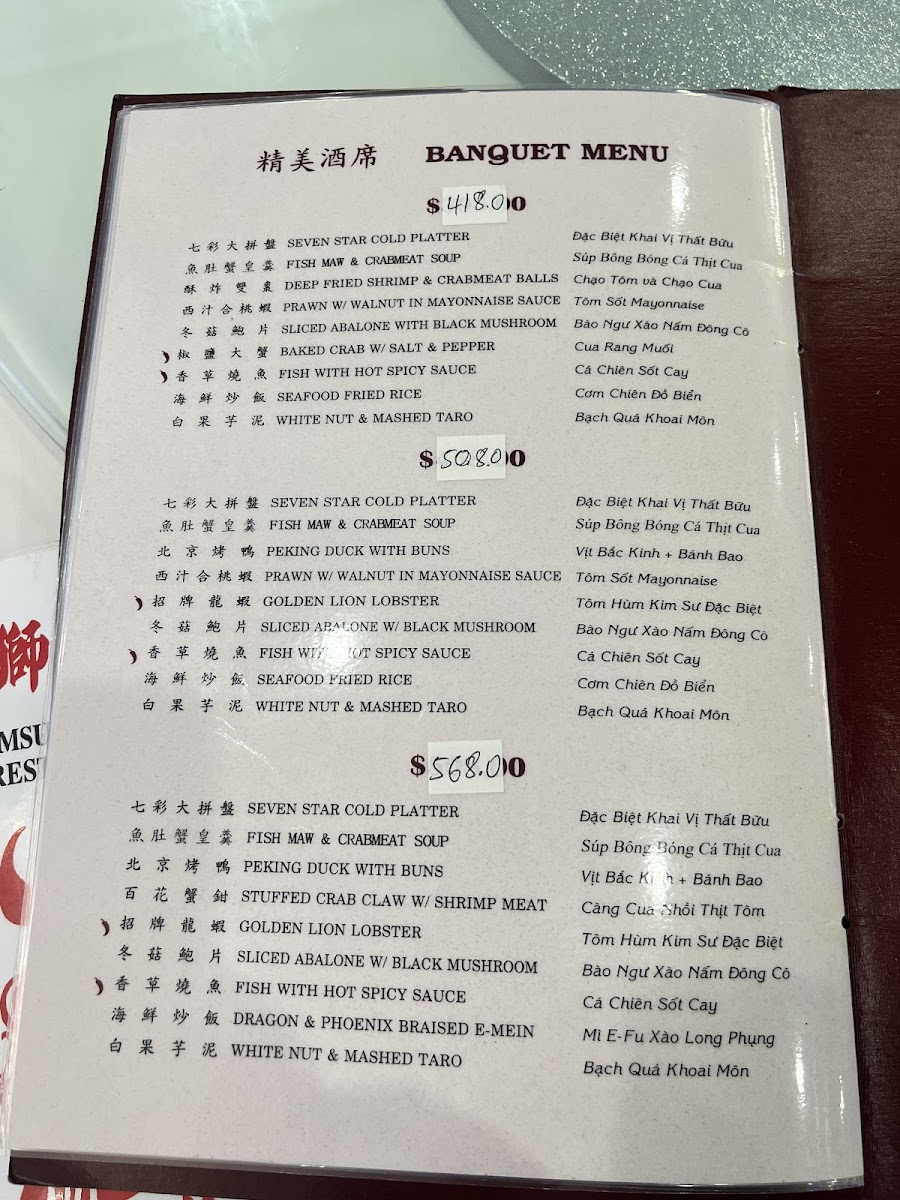 精美酒席 BANQUET MENU
$ 418.00
七彩大拼盤 SEVEN STAR COLD PLATTER Đặc Biệt Khai Vị Thất Bữu
魚肚蟹皇羹 FISH MAW & CRABMEAT SOUP Súp Bông Bóng Cá Thịt Cua
酥炸雙棗 DEEP FRIED SHRIMP & CRABMEAT BALLS Chạo Tôm và Chạo Cua
西汁合桃蝦 PRAWN W/ WALNUT IN MAYONNAISE SAUCE Tôm Sốt Mayonnaise
冬菇鮑片 SLICED ABALONE WITH BLACK MUSHROOM Bào Ngư Xào Nấm Đông Cô
椒鹽大蟹 BAKED CRAB W/ SALT & PEPPER Cua Rang Muối
香草燒魚 FISH WITH HOT SPICY SAUCE Cá Chiên Sốt Cay
海鮮炒飯 SEAFOOD FRIED RICE Cơm Chiên Đồ Biển
白果芋泥 WHITE NUT & MASHED TARO Bạch Quả Khoai Môn
$ 508.00
七彩大拼盤 SEVEN STAR COLD PLATTER Đặc Biệt Khai Vị Thất Bữu
魚肚蟹皇羹 FISH MAW & CRABMEAT SOUP Súp Bông Bóng Cá Thịt Cua
北京烤鴨 PEKING DUCK WITH BUNS Vịt Bắc Kinh + Bánh Bao
西汁合桃蝦 PRAWN W/ WALNUT IN MAYONNAISE SAUCE Tôm Sốt Mayonnaise
招牌龍蝦 GOLDEN LION LOBSTER Tôm Hùm Kim Sư Đặc Biệt
冬菇鮑片 SLICED ABALONE W/ BLACK MUSHROOM Bào Ngư Xào Nấm Đông Cô
香草燒魚 FISH WITH HOT SPICY SAUCE Cá Chiên Sốt Cay
海鮮炒飯 SEAFOOD FRIED RICE Cơm Chiên Đồ Biển
白果芋泥 WHITE NUT & MASHED TARO Bạch Quả Khoai Môn
$ 568.00
七彩大拼盤 SEVEN STAR COLD PLATTER Đặc Biệt Khai Vị Thất Bữu
魚肚蟹皇羹 FISH MAW & CRABMEAT SOUP Súp Bông Bóng Cá Thịt Cua
北京烤鴨 PEKING DUCK WITH BUNS Vịt Bắc Kinh + Bánh Bao
百花蟹鉗 STUFFED CRAB CLAW W/ SHRIMP MEAT Càng Cua Nhồi Thịt Tôm
招牌龍蝦 GOLDEN LION LOBSTER Tôm Hùm Kim Sư Đặc Biệt
冬菇鮑片 SLICED ABALONE W/ BLACK MUSHROOM Bào Ngư Xào Nấm Đông Cô
香草燒魚 FISH WITH HOT SPICY SAUCE Cá Chiên Sốt Cay
海鮮炒飯 DRAGON & PHOENIX BRAISED E-MEIN Mì E-Fu Xào Long Phụng
白果芋泥 WHITE NUT & MASHED TARO Bạch Quả Khoai Môn
獅